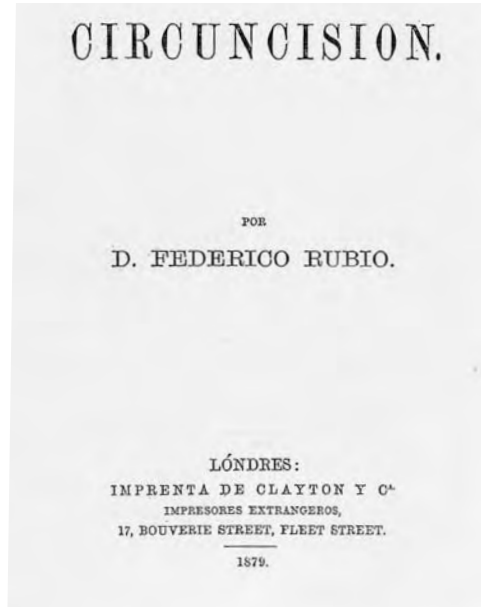 CIRCUNCISION.
POR
D. FEDERICO RUBIO.
LÓNDRES:
IMPRENTA DE CLAYTON Y Cª.
IMPRESORES EXTRANGEROS,
17, BOUVERIE STREET, FLEET STREET.
1879.